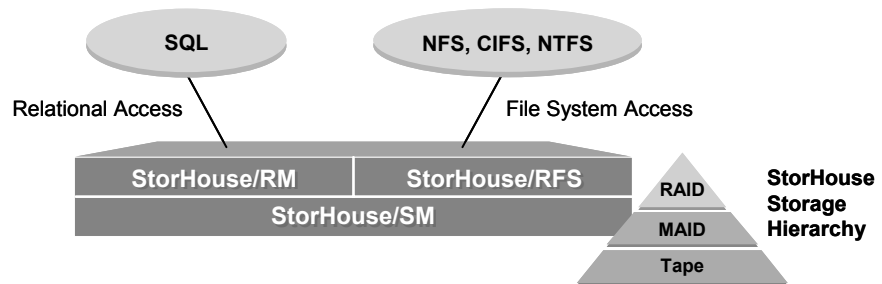 SQL
NFS, CIFS, NTFS
Relational Access
File System Access
StorHouse/RM
StorHouse/RFS
StorHouse/SM
RAID
MAID
Tape
StorHouse
Storage
Hierarchy